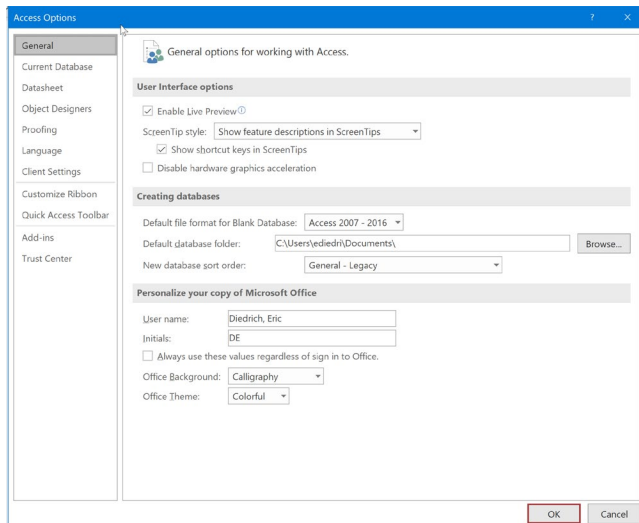 Access Options
General
Current Database
Datasheet
Object Designers
Proofing
Language
Client Settings
Customize Ribbon
Quick Access Toolbar
Add-ins
Trust Center
General options for working with Access.
User Interface options
Enable Live Preview
ScreenTip style: Show feature descriptions in ScreenTips
Show shortcut keys in ScreenTips
Disable hardware graphics acceleration
Creating databases
Default file format for Blank Database: Access 2007 - 2016
Default database folder: C:\Users\ediedri\Documents\ Browse...
New database sort order: General - Legacy
Personalize your copy of Microsoft Office
User name: Diedrich, Eric
Initials: DE
Always use these values regardless of sign in to Office.
Office Background: Calligraphy
Office Theme: Colorful
OK Cancel